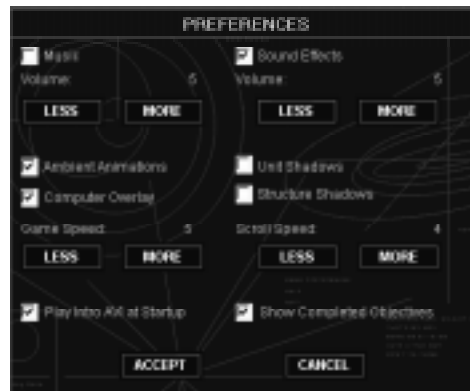 PREFERENCES
Music
Sound Effects
Volume: 5
Volume: 5
LESS MORE
LESS MORE
Ambient Animations
Unit Shadows
Computer Overlay
Structure Shadows
Game Speed: 5
Scroll Speed: 4
LESS MORE
LESS MORE
Play Intro AVI at Startup
Show Completed Objectives
ACCEPT
CANCEL